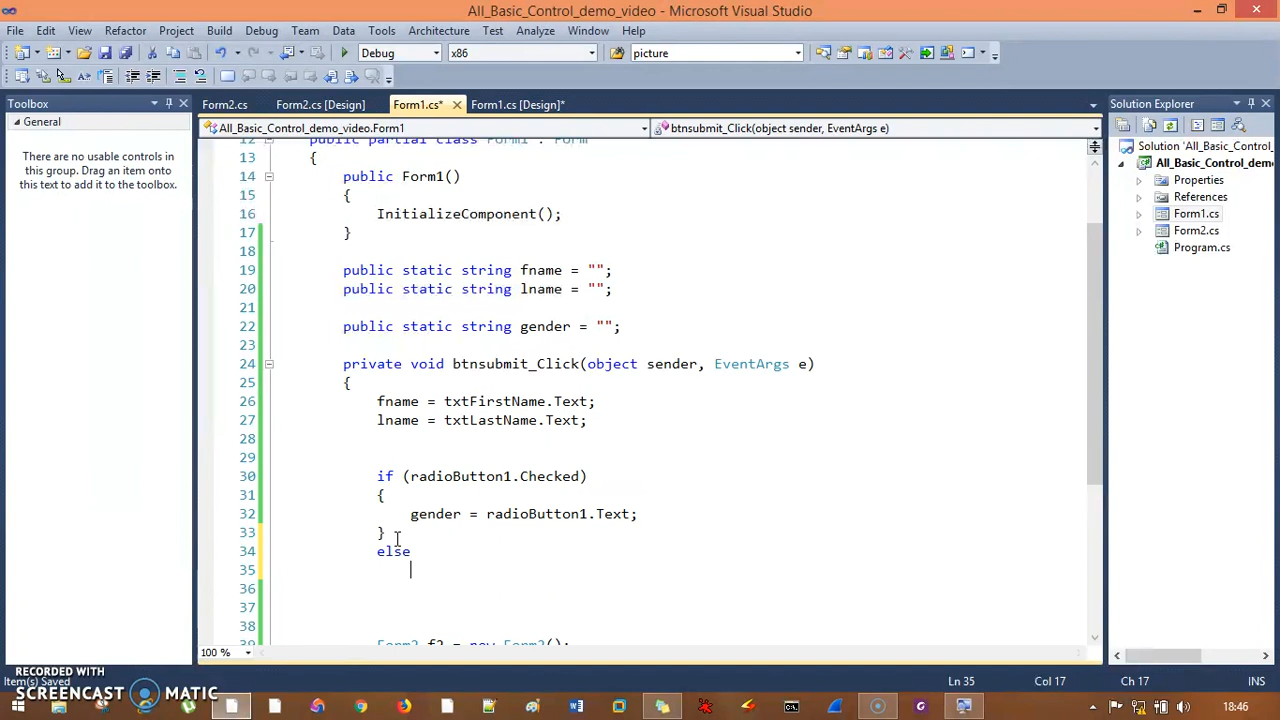 All_Basic_Control_demo_video - Microsoft Visual Studio
File Edit View Refactor Project Build Debug Team Data Tools Architecture Test Analyze Window Help
Debug x86 picture
Toolbox
General
There are no usable controls in
this group. Drag an item onto
this text to add it to the toolbox.
Form2.cs Form2.cs [Design] Form1.cs* Form1.cs [Design]*
All_Basic_Control_demo_video.Form1 btnsubmit_Click(object sender, EventArgs e)
12 public partial class Form1 : Form
13 {
14 public Form1()
15 {
16 InitializeComponent();
17 }
18
19 public static string fname = "";
20 public static string lname = "";
21
22 public static string gender = "";
23
24 private void btnsubmit_Click(object sender, EventArgs e)
25 {
26 fname = txtFirstName.Text;
27 lname = txtLastName.Text;
28
29
30 if (radioButton1.Checked)
31 {
32 gender = radioButton1.Text;
33 }
34 else
35
36
37
38
39 Form2 f2 = new Form2();
100 %
Solution Explorer
Solution 'All_Basic_Control_
All_Basic_Control_demo
Properties
References
Form1.cs
Form2.cs
Program.cs
Item(s) Saved
Ln 35 Col 17 Ch 17 INS
RECORDED WITH
SCREENCAST MATIC
18:46